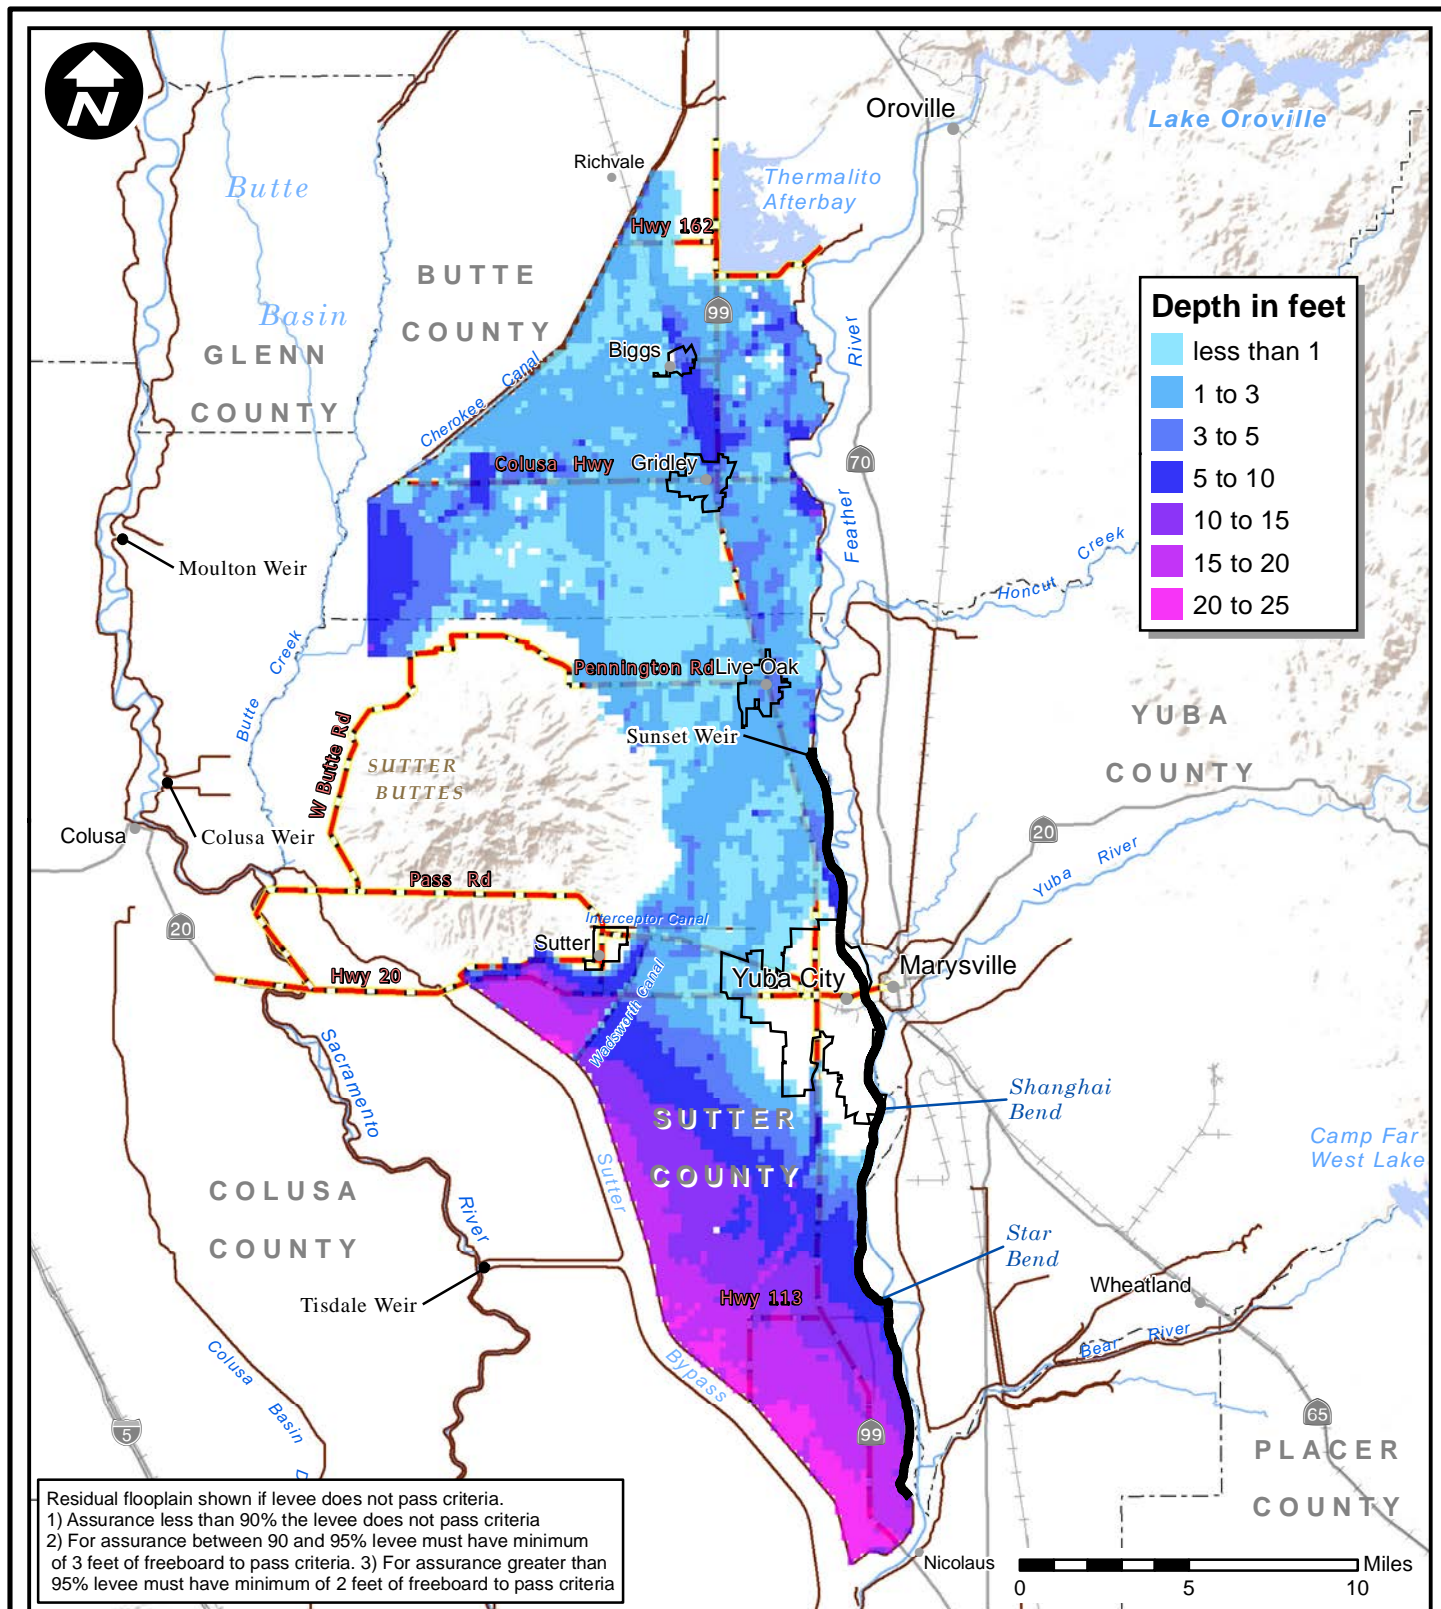 N
Oroville
Lake Oroville
Richvale
Thermalito
Afterbay
Butte
Hwy 162
BUTTE
COUNTY
Basin
GLENN
COUNTY
99
River
Biggs
Cherokee Canal
Depth in feet
less than 1
1 to 3
3 to 5
5 to 10
10 to 15
15 to 20
20 to 25
Colusa Hwy
Gridley
70
Feather
Moulton Weir
Honcut Creek
Butte Creek
Pennington Rd
Live Oak
YUBA
COUNTY
Sunset Weir
W Butte Rd
SUTTER
BUTTES
Colusa
Colusa Weir
20
Yuba River
Pass Rd
20
Interceptor Canal
Sutter
Hwy 20
Yuba City
Marysville
Wadsworth Canal
Sacramento
River
Shanghai
Bend
SUTTER
COUNTY
Camp Far
West Lake
COLUSA
COUNTY
Sutter
Bypass
Star
Bend
Wheatland
Tisdale Weir
Hwy 113
Bear River
Colusa Basin D
5
99
65
PLACER
COUNTY
Residual flooplain shown if levee does not pass criteria.
1) Assurance less than 90% the levee does not pass criteria
2) For assurance between 90 and 95% levee must have minimum
of 3 feet of freeboard to pass criteria. 3) For assurance greater than
95% levee must have minimum of 2 feet of freeboard to pass criteria
Nicolaus
Miles
0 5 10